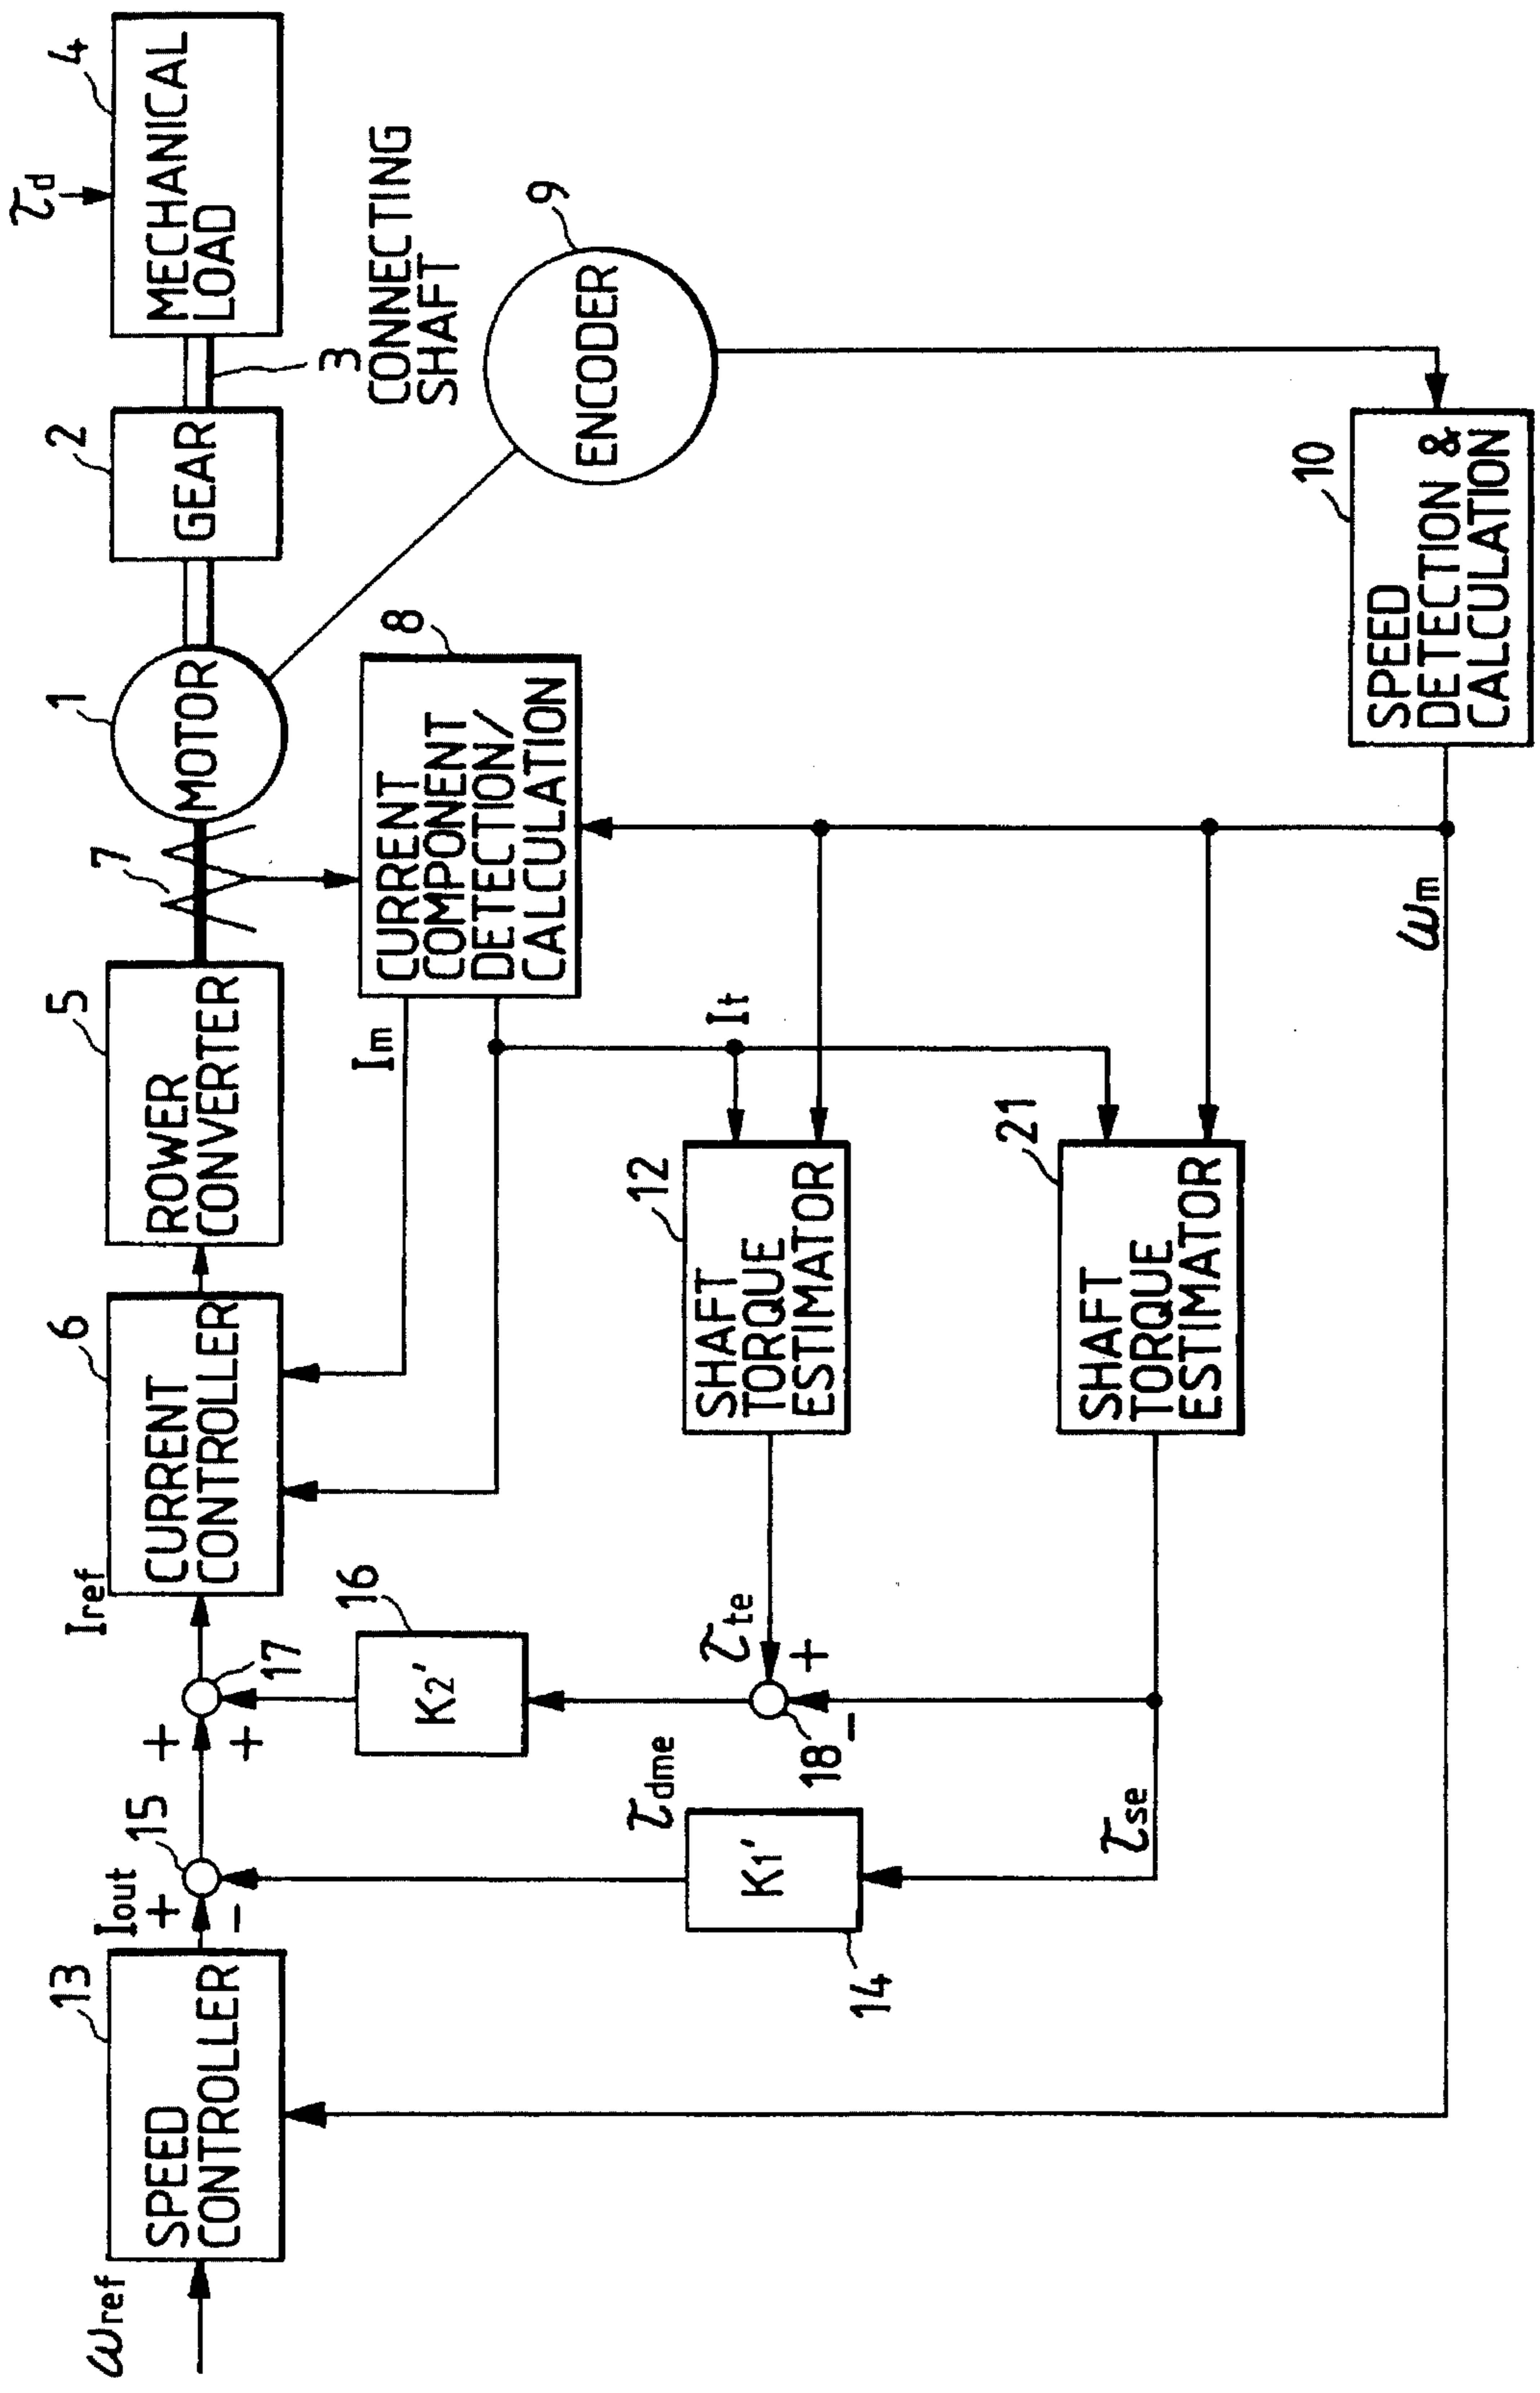 ωref
13
SPEED
CONTROLLER
Iout
+
-
15
+
+
17
Iref
6
CURRENT
CONTROLLER
5
ROWER
CONVERTER
7
1
MOTOR
2
GEAR
3
CONNECTING
SHAFT
τd
4
MECHANICAL
LOAD
9
ENCODER
8
CURRENT
COMPONENT
DETECTION/
CALCULATION
Im
It
16
K2'
τte
+
18
-
12
SHAFT
TORQUE
ESTIMATOR
τdme
K1'
14
τse
21
SHAFT
TORQUE
ESTIMATOR
ωm
10
SPEED
DETECTION &
CALCULATION